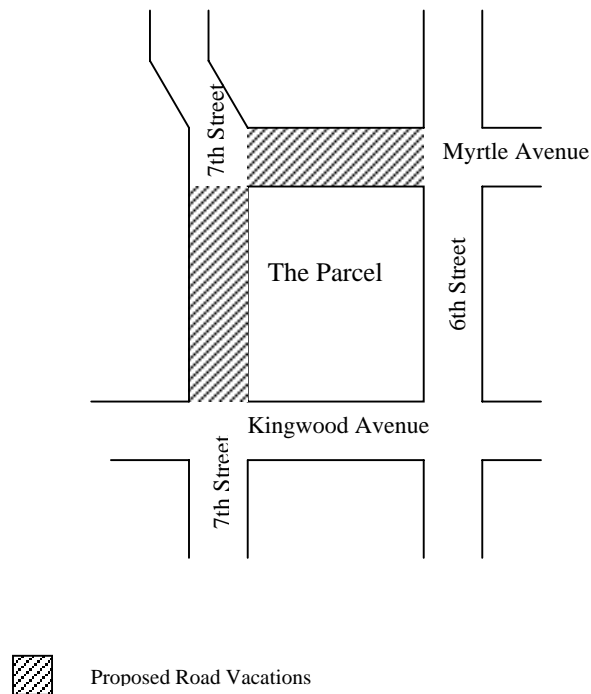 7th Street
Myrtle Avenue
The Parcel
6th Street
Kingwood Avenue
7th Street
Proposed Road Vacations